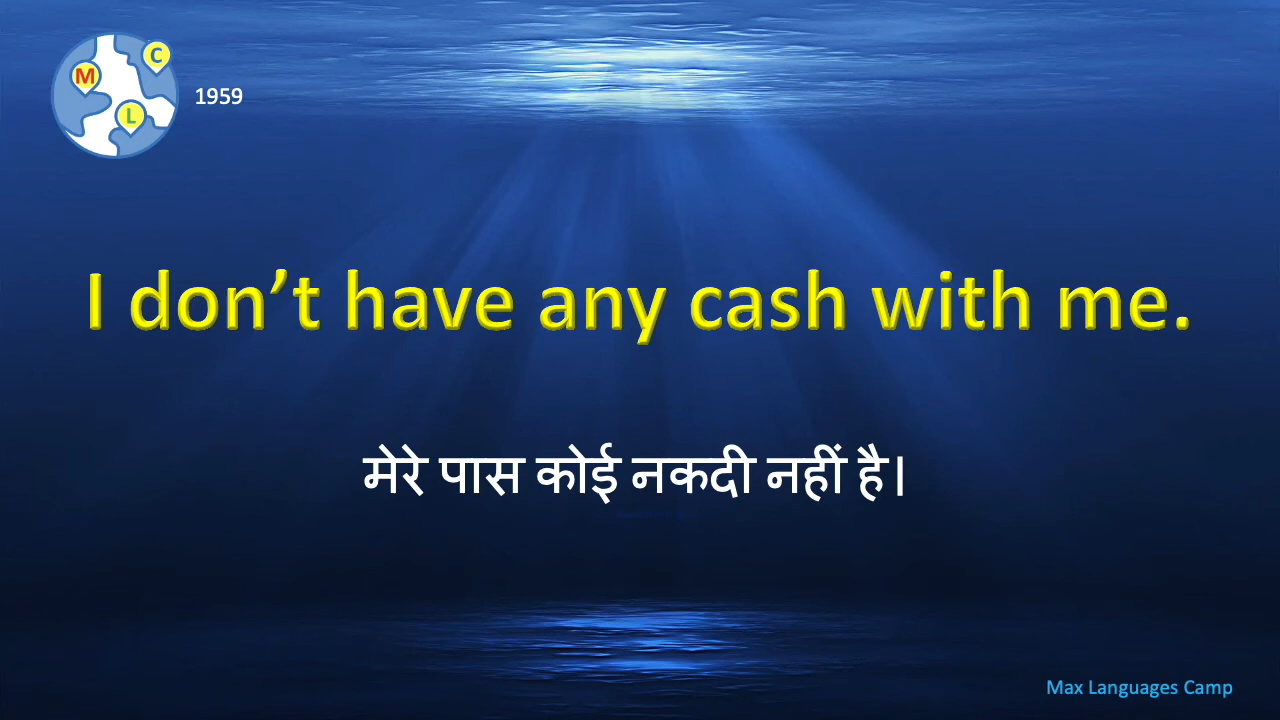 C
M
L
1959
I don’t have any cash with me.
मेरे पास कोई नकदी नहीं है।
Max Languages Camp